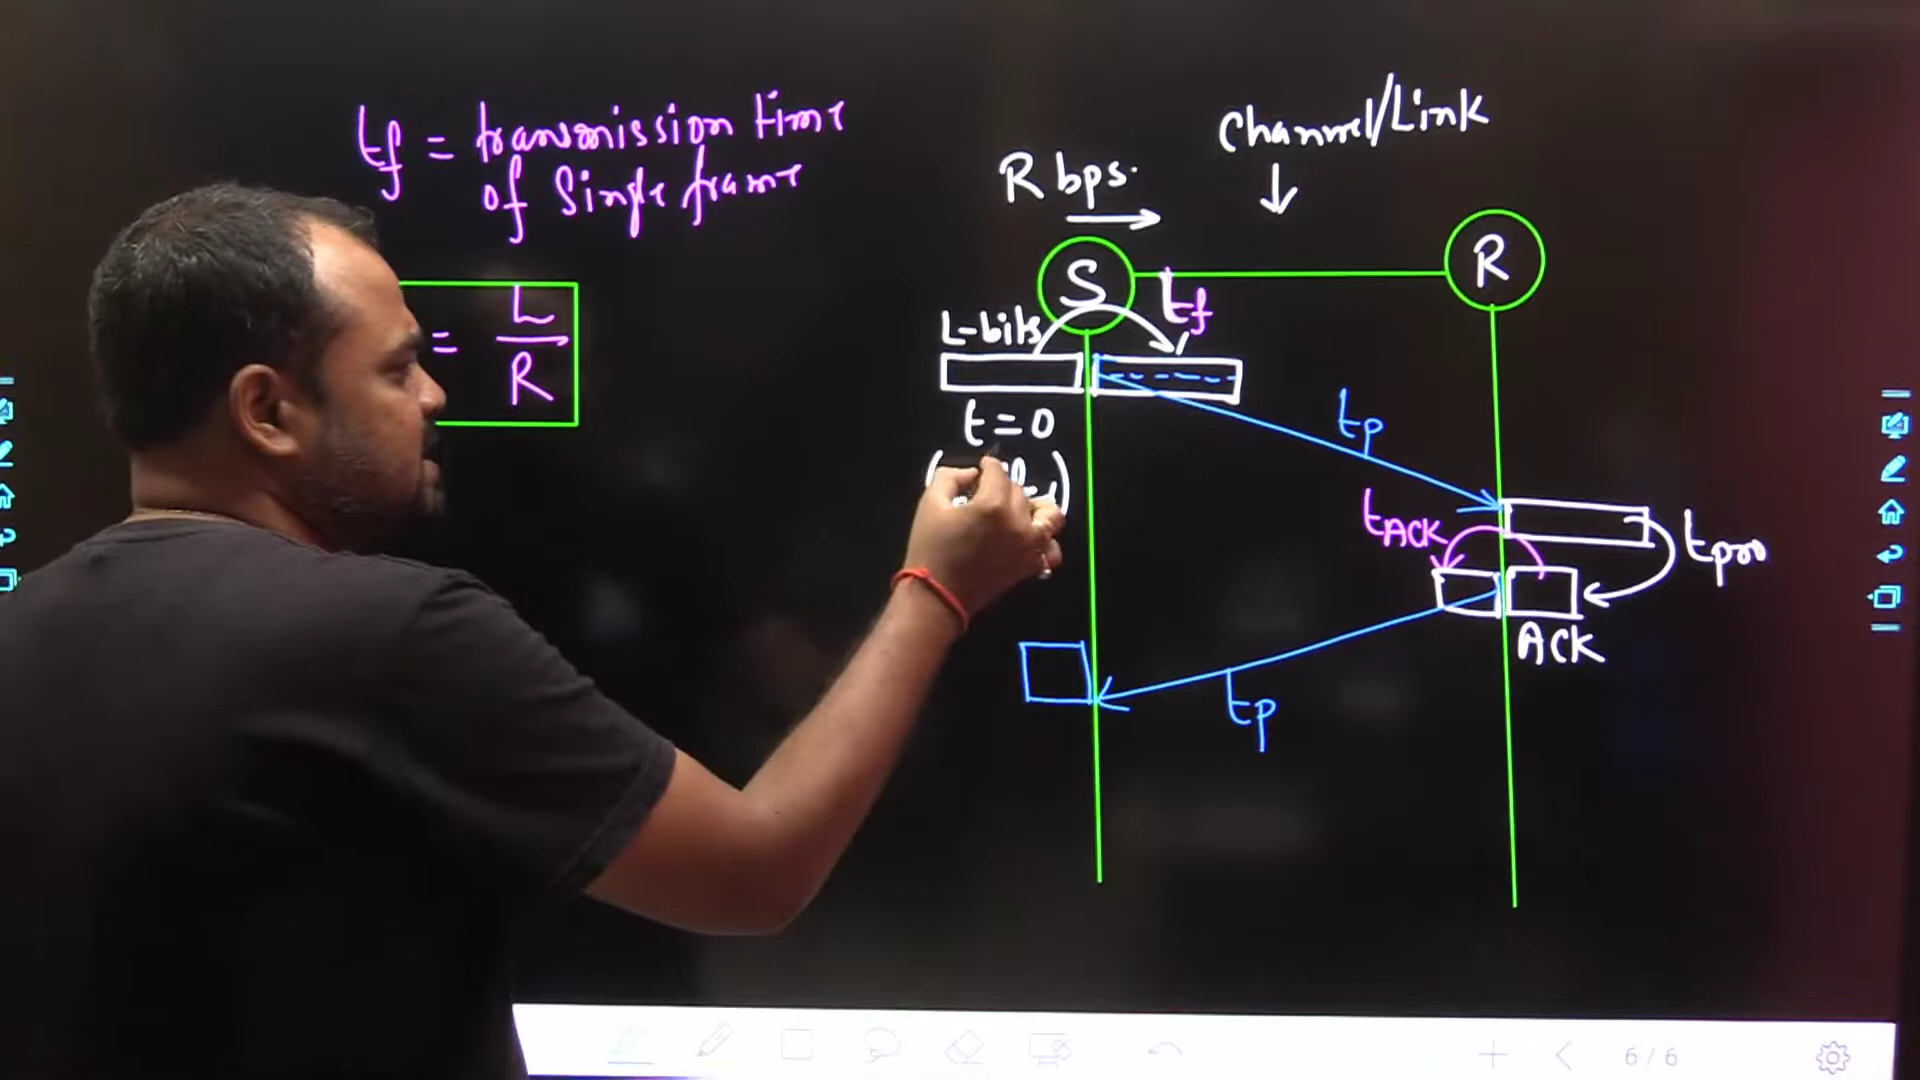 tf = transmission time
of Single frame
= L
R
Channel/Link
R bps.
S
R
tf
L-bits
t = 0
tp
tACK
tpro
ACK
tp
6 / 6